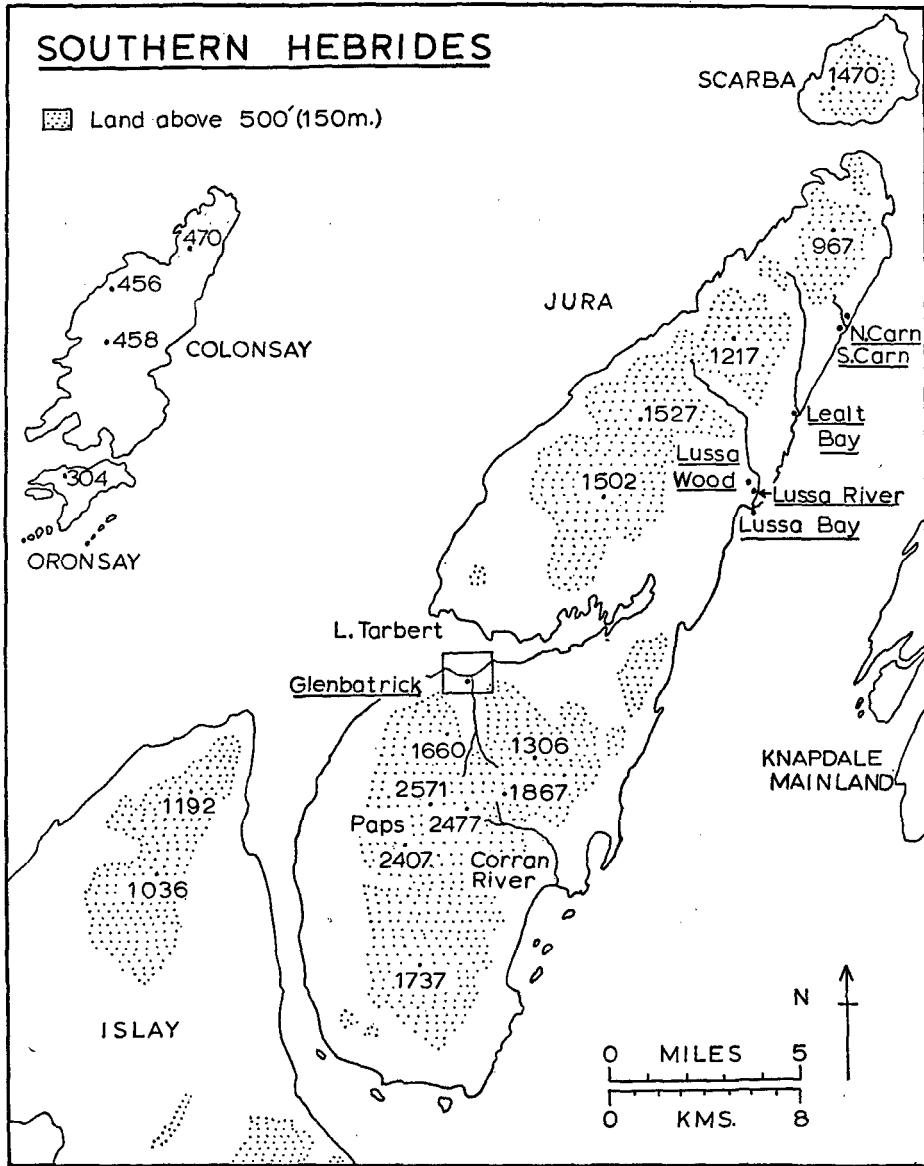 SOUTHERN HEBRIDES
Land above 500' (150m.)
SCARBA
1470
470
456
458
COLONSAY
304
ORONSAY
JURA
967
N.Carn
S.Carn
1217
1527
Lealt
Bay
Lussa
Wood
1502
Lussa River
Lussa Bay
L. Tarbert
Glenbatrick
1660
1306
KNAPDALE
MAINLAND
2571
1867
1192
Paps
2477
2407
Corran
River
1036
1737
ISLAY
N
0 MILES 5
0 KMS. 8